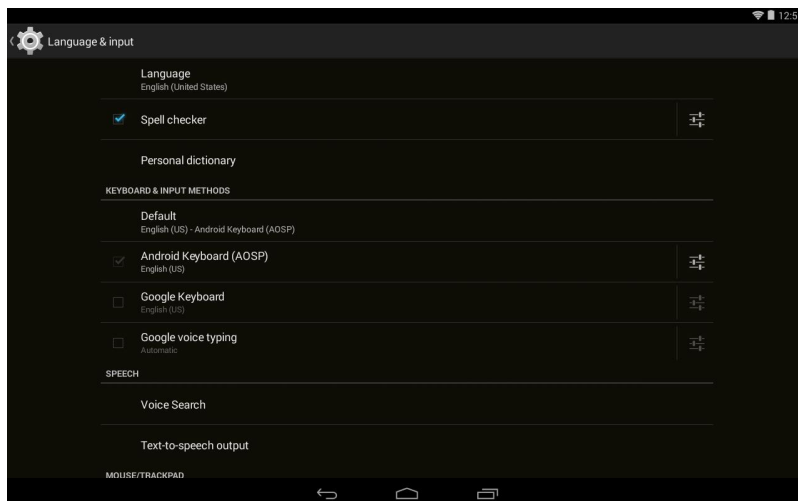 12:5
Language & input
Language
English (United States)
Spell checker
Personal dictionary
KEYBOARD & INPUT METHODS
Default
English (US) - Android Keyboard (AOSP)
Android Keyboard (AOSP)
English (US)
Google Keyboard
English (US)
Google voice typing
Automatic
SPEECH
Voice Search
Text-to-speech output
MOUSE/TRACKPAD